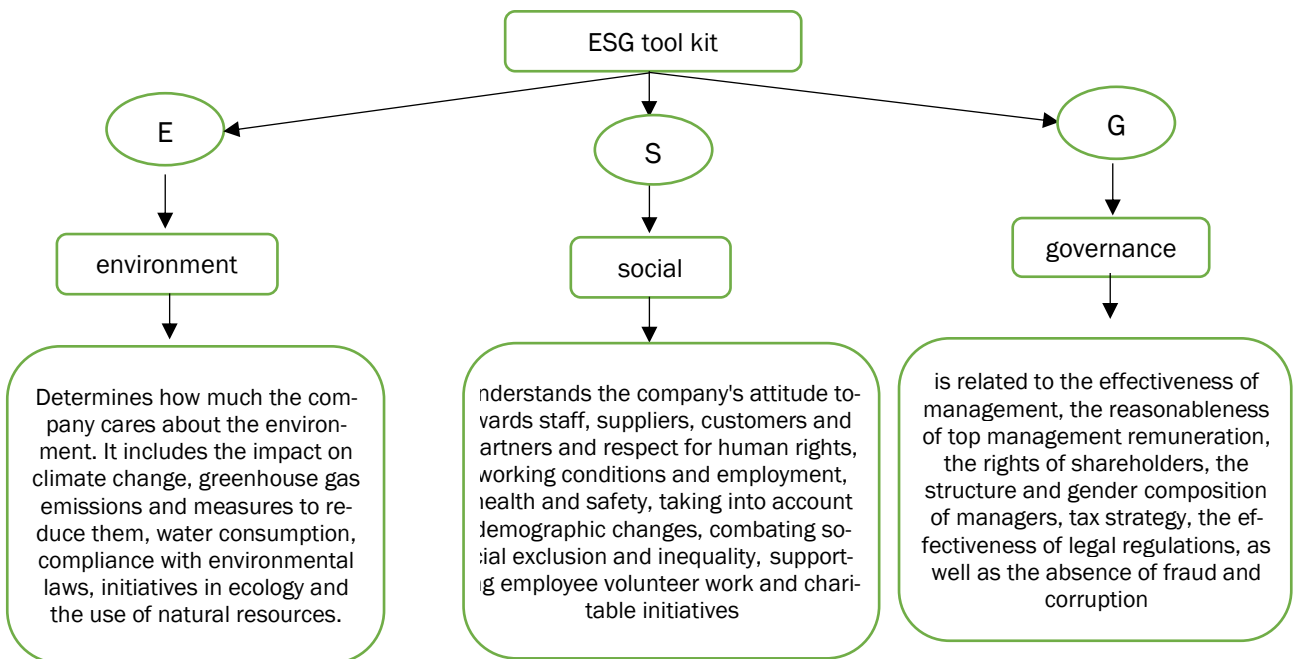 ESG tool kit
E
S
G
environment
social
governance
Determines how much the com-
pany cares about the environ-
ment. It includes the impact on
climate change, greenhouse gas
emissions and measures to re-
duce them, water consumption,
compliance with environmental
laws, initiatives in ecology and
the use of natural resources.
nderstands the company's attitude to-
wards staff, suppliers, customers and
artners and respect for human rights,
working conditions and employment,
health and safety, taking into account
demographic changes, combating so-
cial exclusion and inequality, support-
ng employee volunteer work and chari-
table initiatives
is related to the effectiveness of
management, the reasonableness
of top management remuneration,
the rights of shareholders, the
structure and gender composition
of managers, tax strategy, the ef-
fectiveness of legal regulations, as
well as the absence of fraud and
corruption